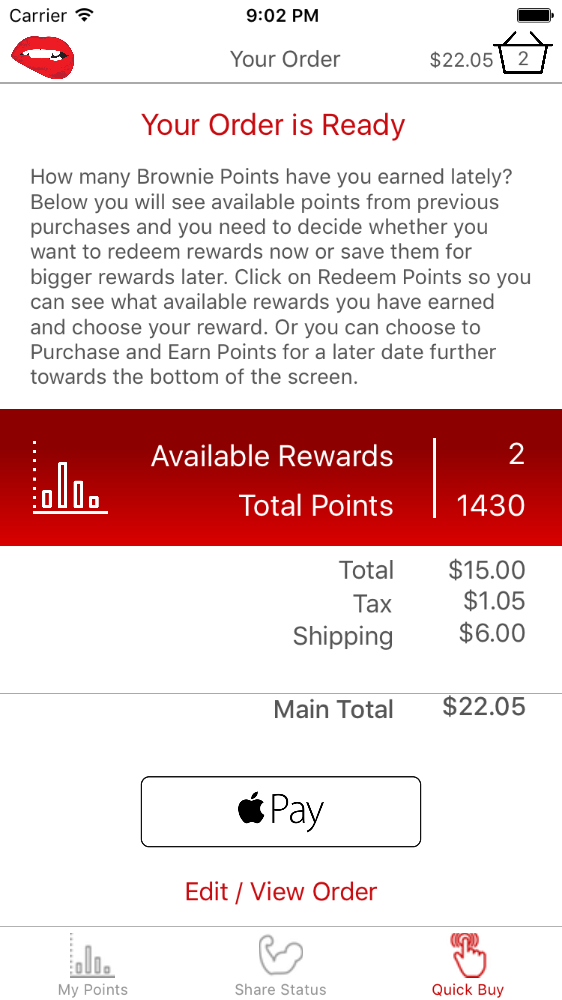 Carrier 9:02 PM
Your Order $22.05 2
Your Order is Ready
How many Brownie Points have you earned lately?
Below you will see available points from previous
purchases and you need to decide whether you
want to redeem rewards now or save them for
bigger rewards later. Click on Redeem Points so you
can see what available rewards you have earned
and choose your reward. Or you can choose to
Purchase and Earn Points for a later date further
towards the bottom of the screen.
Available Rewards 2
Total Points 1430
Total $15.00
Tax $1.05
Shipping $6.00
Main Total $22.05
Pay
Edit / View Order
My Points Share Status Quick Buy